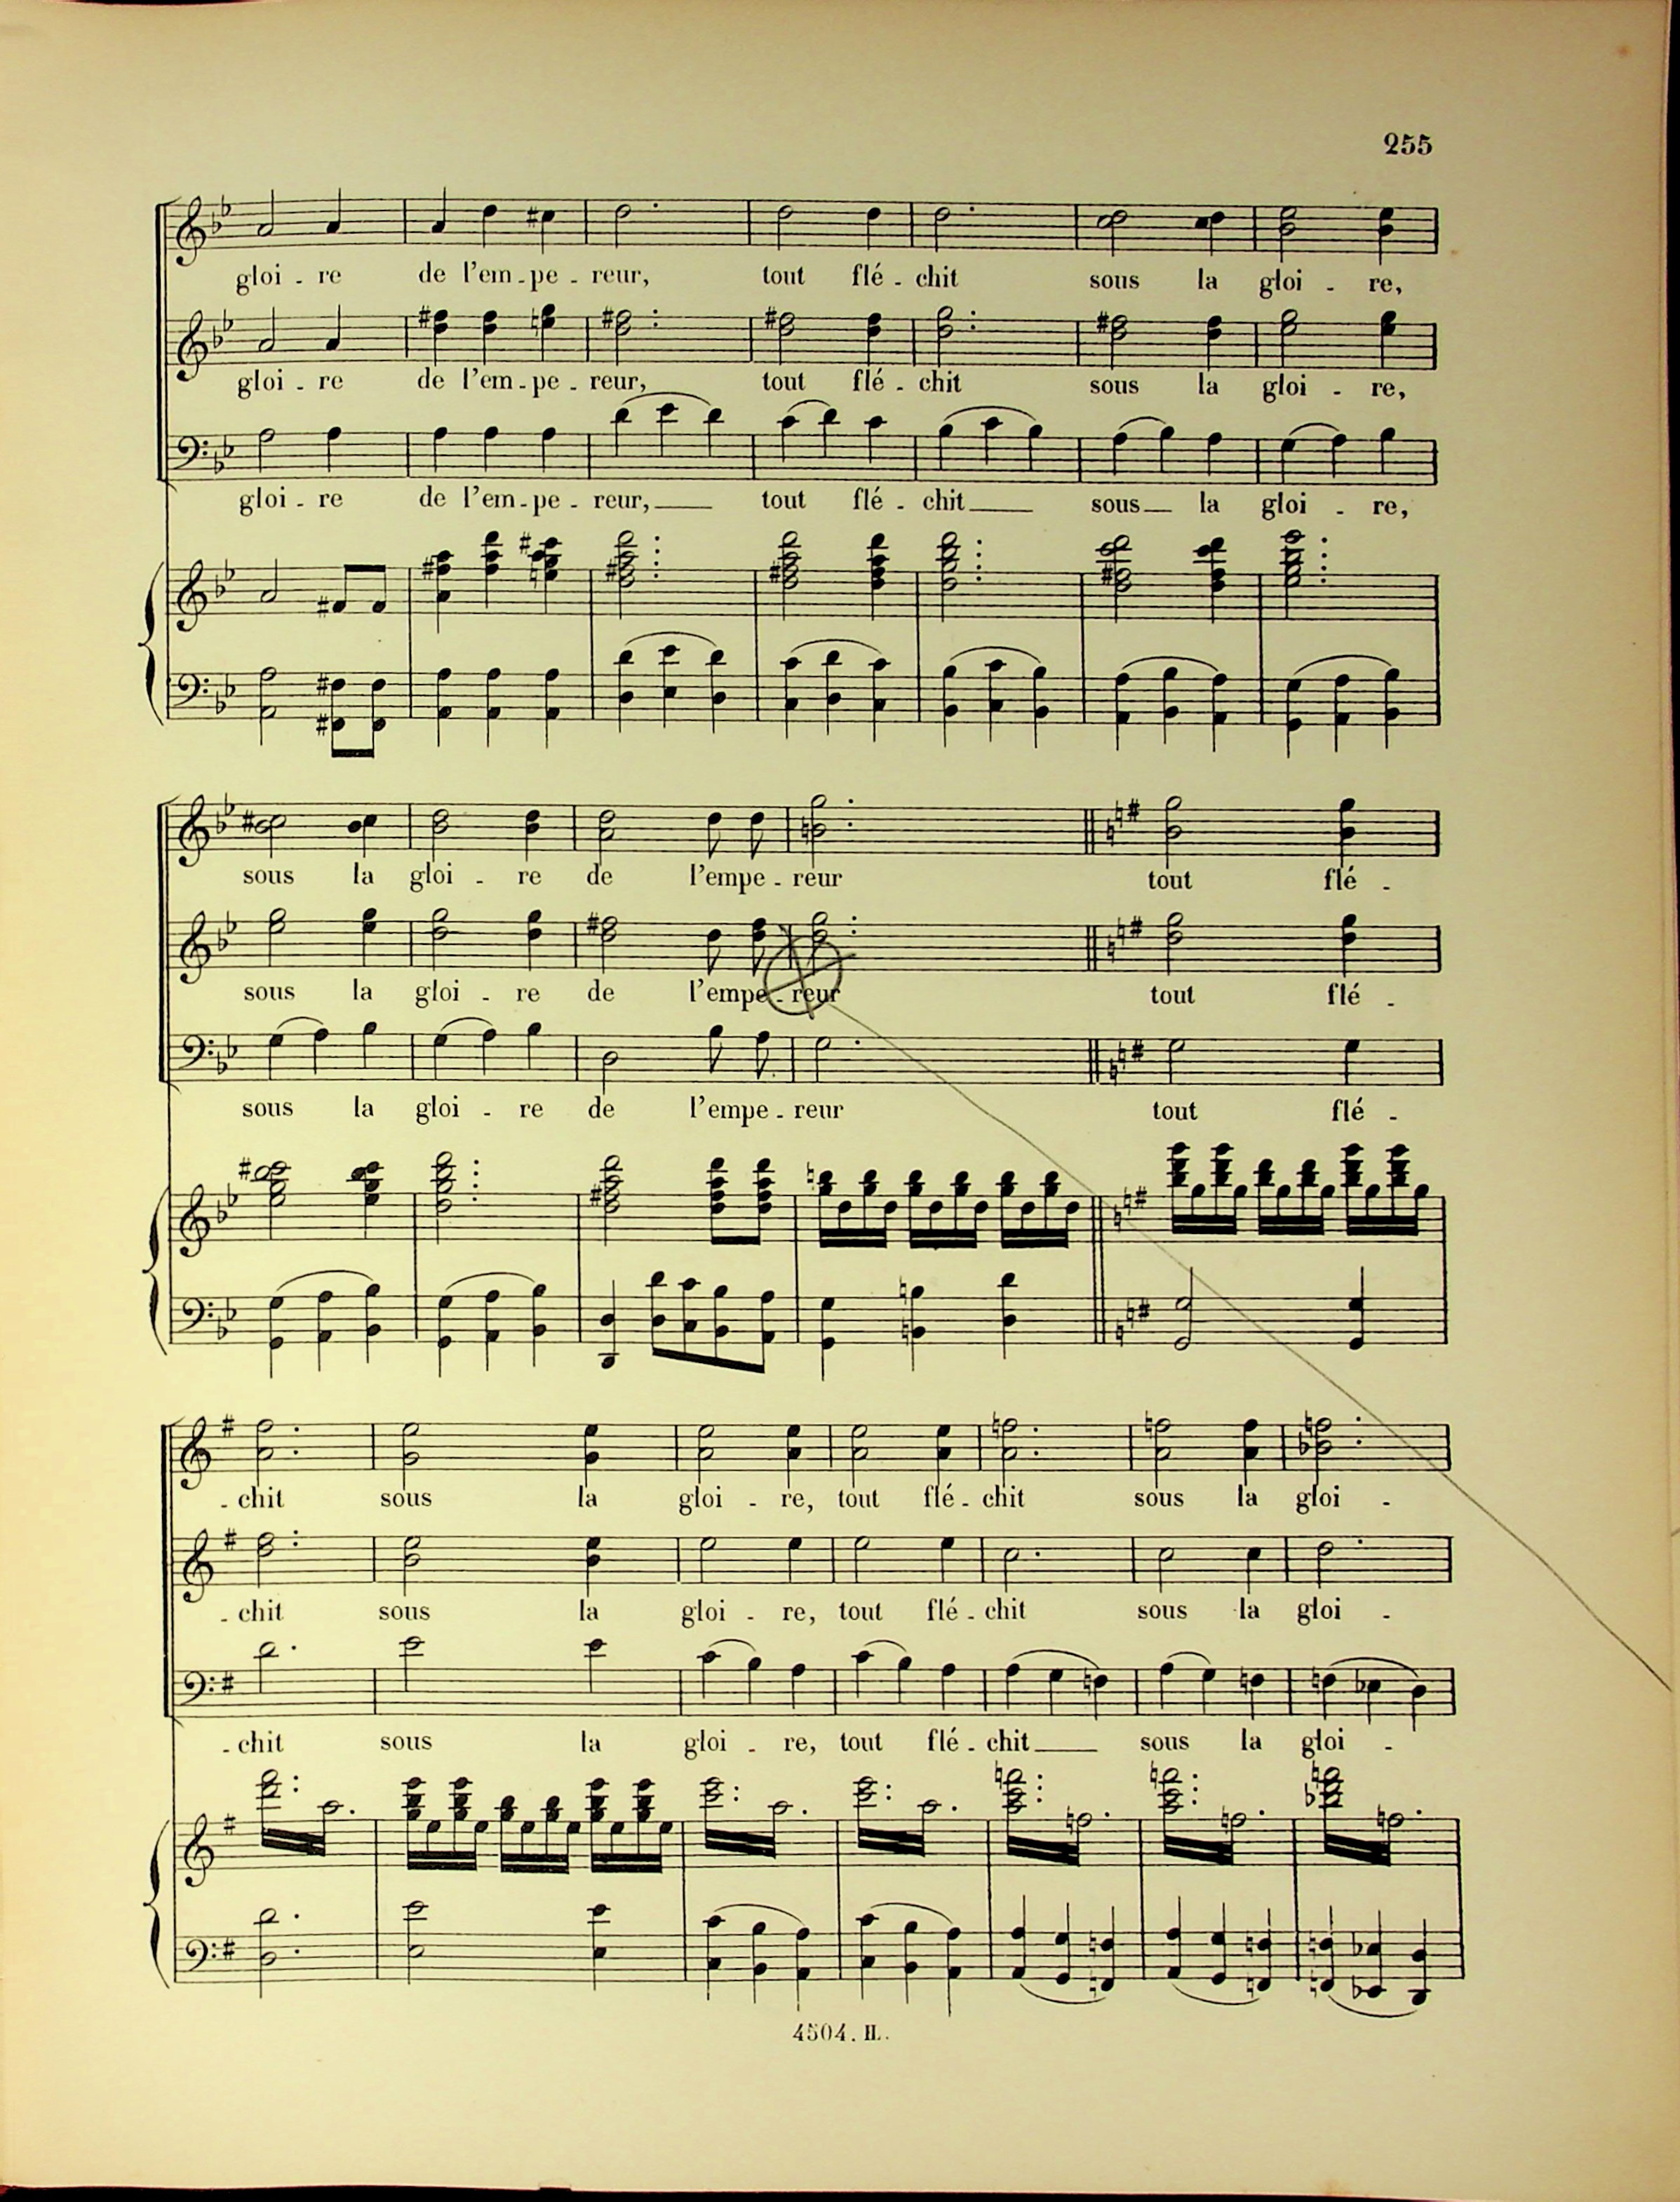 255
gloi - re de l'em - pe - reur, tout flé - chit sous la gloi - re,
gloi - re de l'em - pe - reur, tout flé - chit sous la gloi - re,
gloi - re de l'em - pe - reur, tout flé - chit sous la gloi - re,
sous la gloi - re de l'empe - reur tout flé -
sous la gloi - re de l'empe - reur tout flé -
sous la gloi - re de l'empe - reur tout flé -
- chit sous la gloi - re, tout flé - chit sous la gloi -
- chit sous la gloi - re, tout flé - chit sous la gloi -
- chit sous la gloi - re, tout flé - chit sous la gloi -
4504. H.